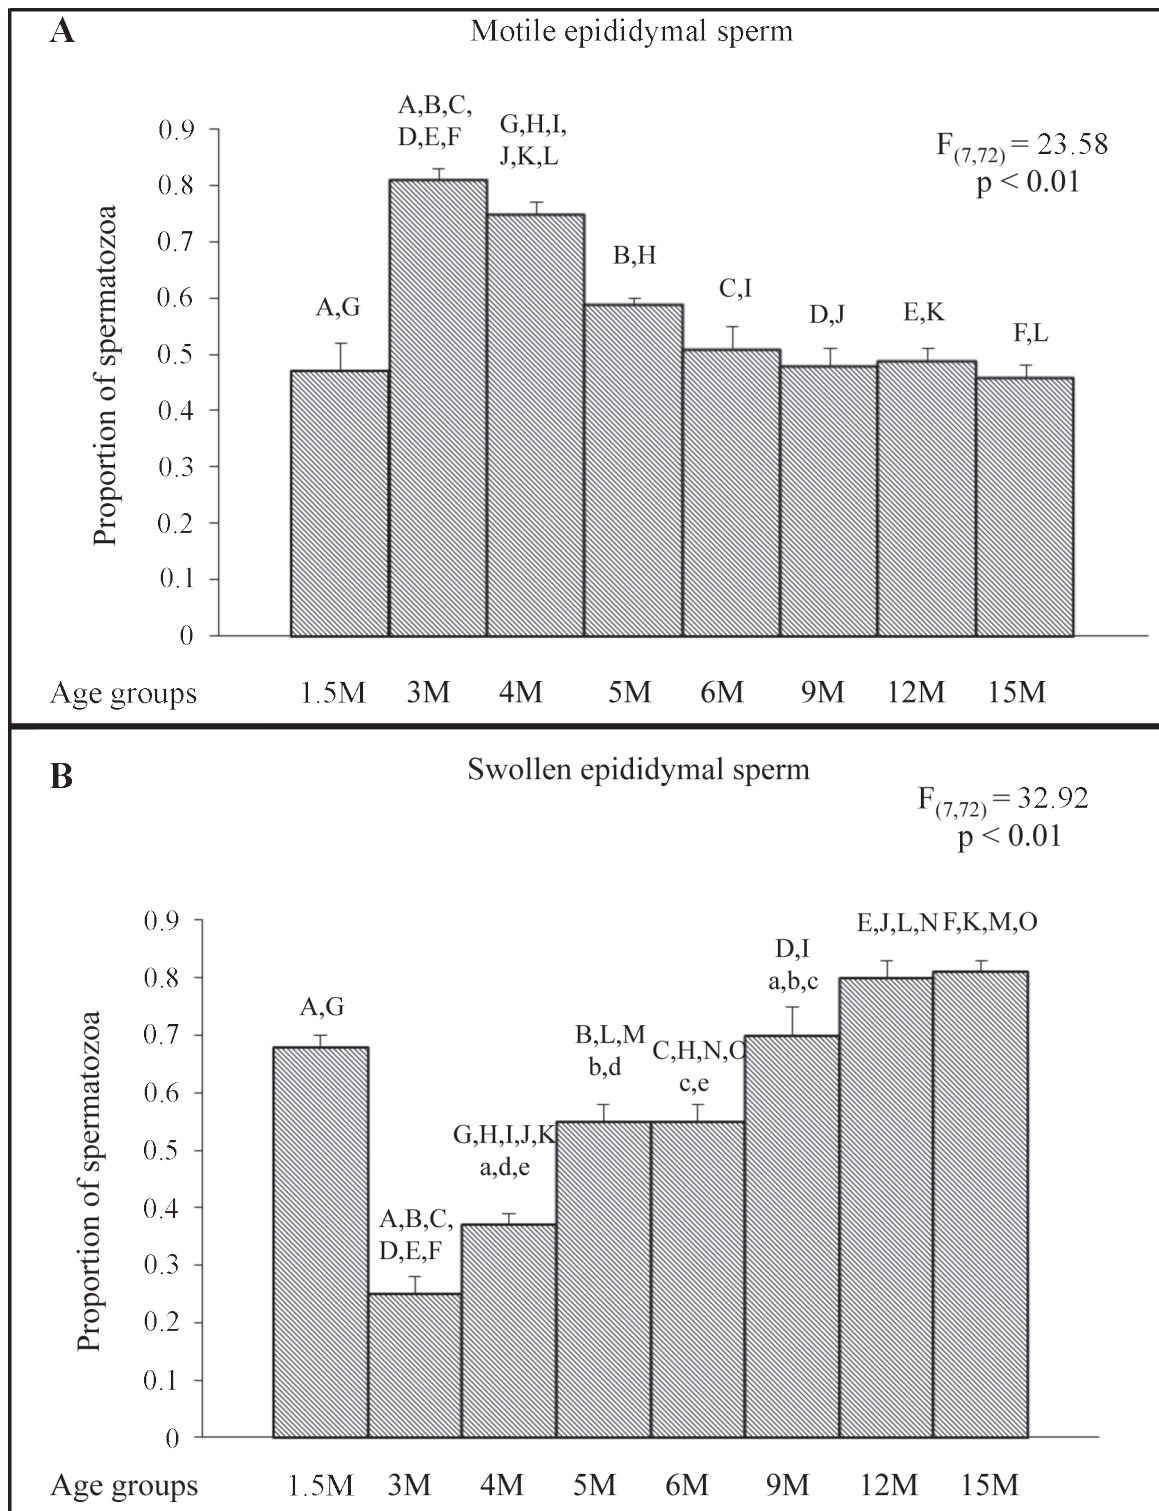 A
Motile epididymal sperm
A,B,C,
D,E,F
G,H,I,
J,K,L
F(7,72) = 23.58
p < 0.01
B,H
C,I
A,G
D,J
E,K
F,L
Proportion of spermatozoa
0.9
0.8
0.7
0.6
0.5
0.4
0.3
0.2
0.1
0
Age groups 1.5M 3M 4M 5M 6M 9M 12M 15M
B
Swollen epididymal sperm
F(7,72) = 32.92
p < 0.01
E,J,L,N F,K,M,O
D,I
a,b,c
A,G
B,L,M
b,d
C,H,N,O
c,e
G,H,I,J,K
a,d,e
A,B,C,
D,E,F
Proportion of spermatozoa
0.9
0.8
0.7
0.6
0.5
0.4
0.3
0.2
0.1
0
Age groups 1.5M 3M 4M 5M 6M 9M 12M 15M